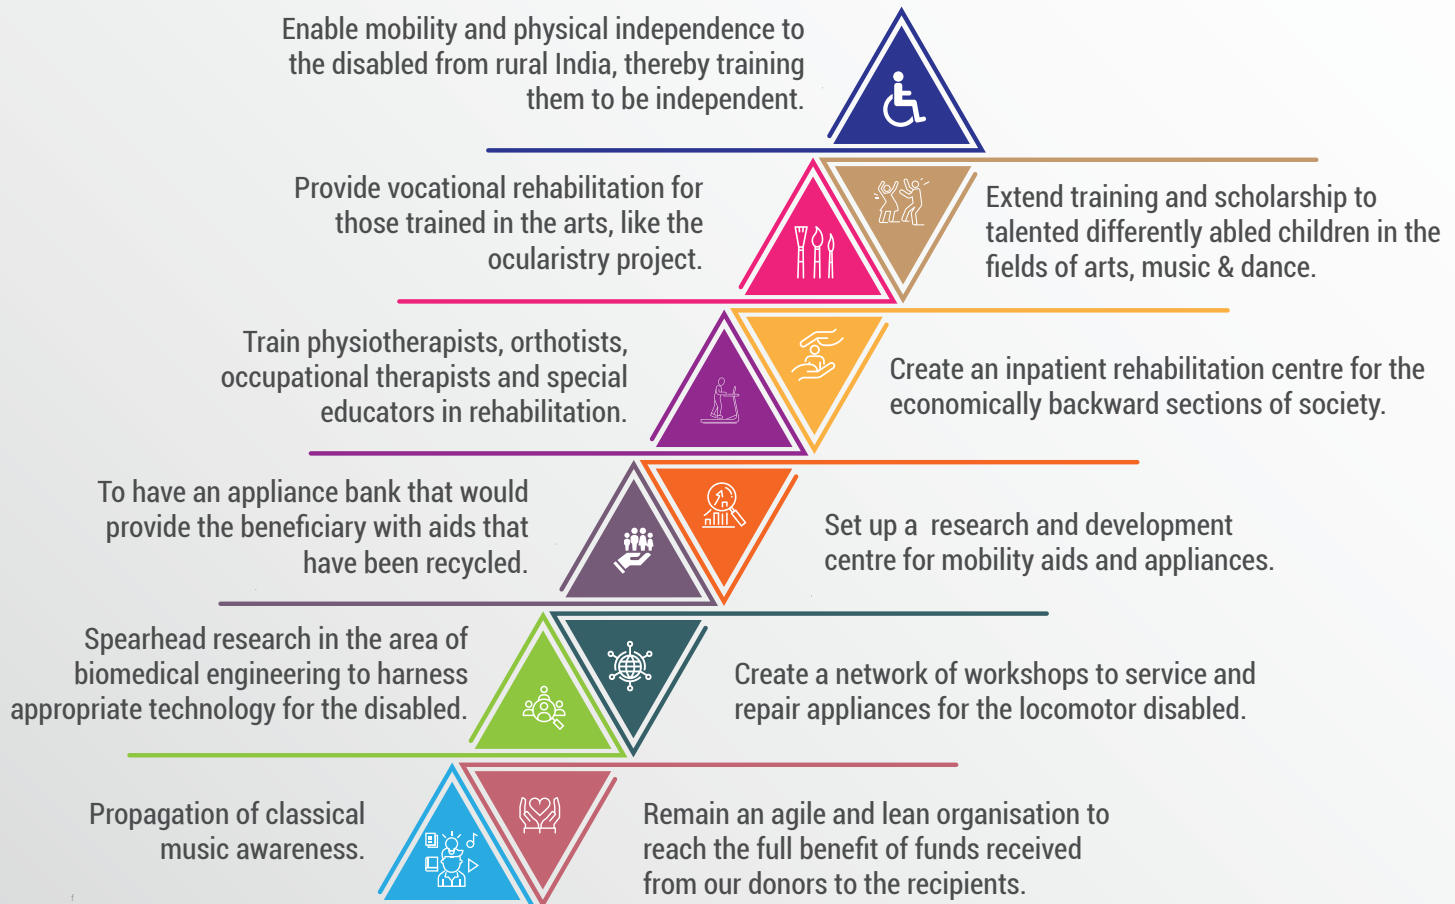 Enable mobility and physical independence to
the disabled from rural India, thereby training
them to be independent.
Provide vocational rehabilitation for
those trained in the arts, like the
ocularistry project.
Extend training and scholarship to
talented differently abled children in the
fields of arts, music & dance.
Train physiotherapists, orthotists,
occupational therapists and special
educators in rehabilitation.
Create an inpatient rehabilitation centre for the
economically backward sections of society.
To have an appliance bank that would
provide the beneficiary with aids that
have been recycled.
Set up a research and development
centre for mobility aids and appliances.
Spearhead research in the area of
biomedical engineering to harness
appropriate technology for the disabled.
Create a network of workshops to service and
repair appliances for the locomotor disabled.
Propagation of classical
music awareness.
Remain an agile and lean organisation to
reach the full benefit of funds received
from our donors to the recipients.
f